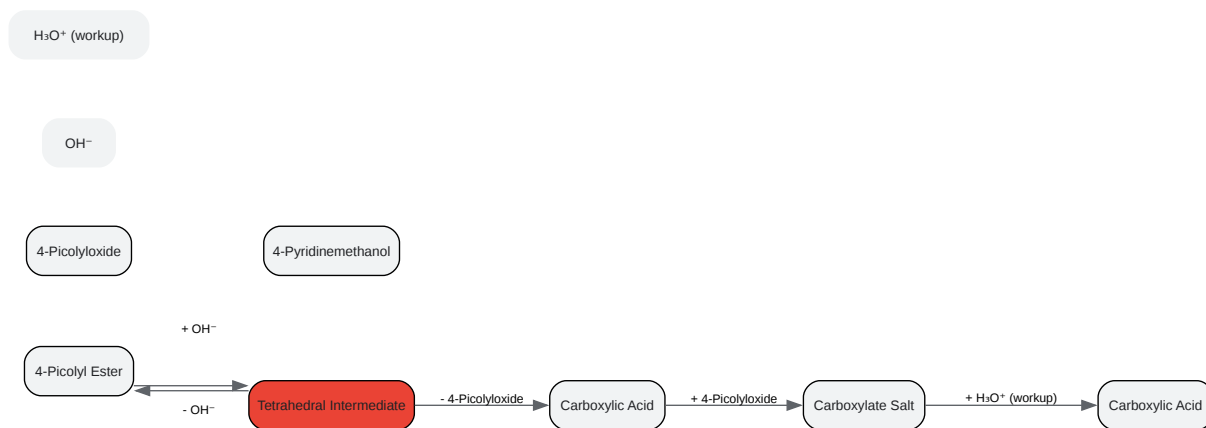 H₃O⁺ (workup)
OH⁻
4-Picolyloxide
4-Pyridinemethanol
+ OH⁻
4-Picolyl Ester
- OH⁻
Tetrahedral Intermediate
- 4-Picolyloxide
Carboxylic Acid
+ 4-Picolyloxide
Carboxylate Salt
+ H₃O⁺ (workup)
Carboxylic Acid